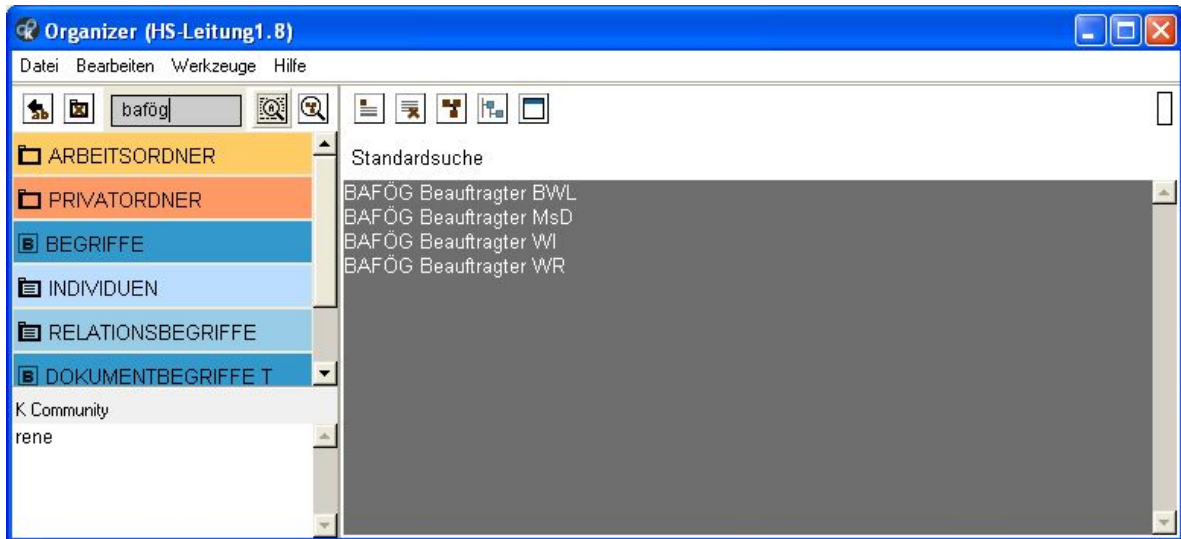 Organizer (HS-Leitung1.8)
Datei Bearbeiten Werkzeuge Hilfe
bafög
ARBEITSORDNER
PRIVATORDNER
B BEGRIFFE
INDIVIDUEN
RELATIONSBEGRIFFE
B DOKUMENTBEGRIFFE T
K Community
rene
Standardsuche
BAFÖG Beauftragter BWL
BAFÖG Beauftragter MsD
BAFÖG Beauftragter WI
BAFÖG Beauftragter WR